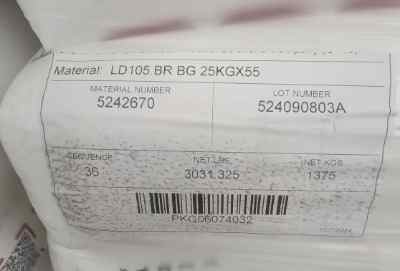 Material: LD105 BR BG 25KGX55
MATERIAL NUMBER LOT NUMBER
5242670 524090803A
SEQUENCE NET LBS. NET KGS
36 3031.325 1375
PKG06074032